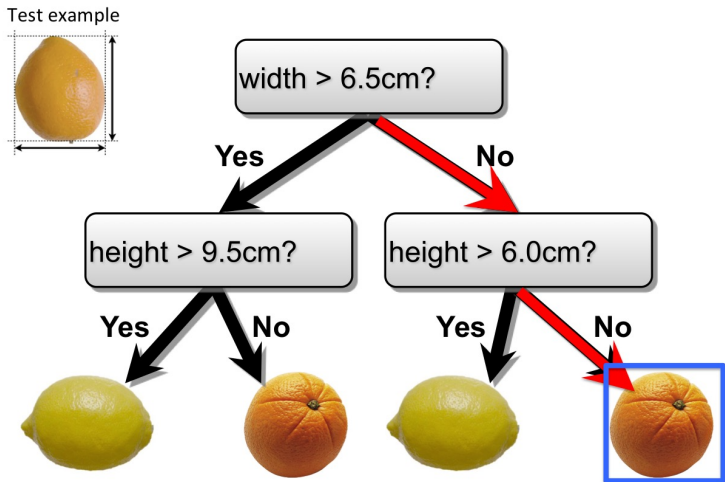 Test example
width > 6.5cm?
Yes
No
height > 9.5cm?
height > 6.0cm?
Yes
No
Yes
No